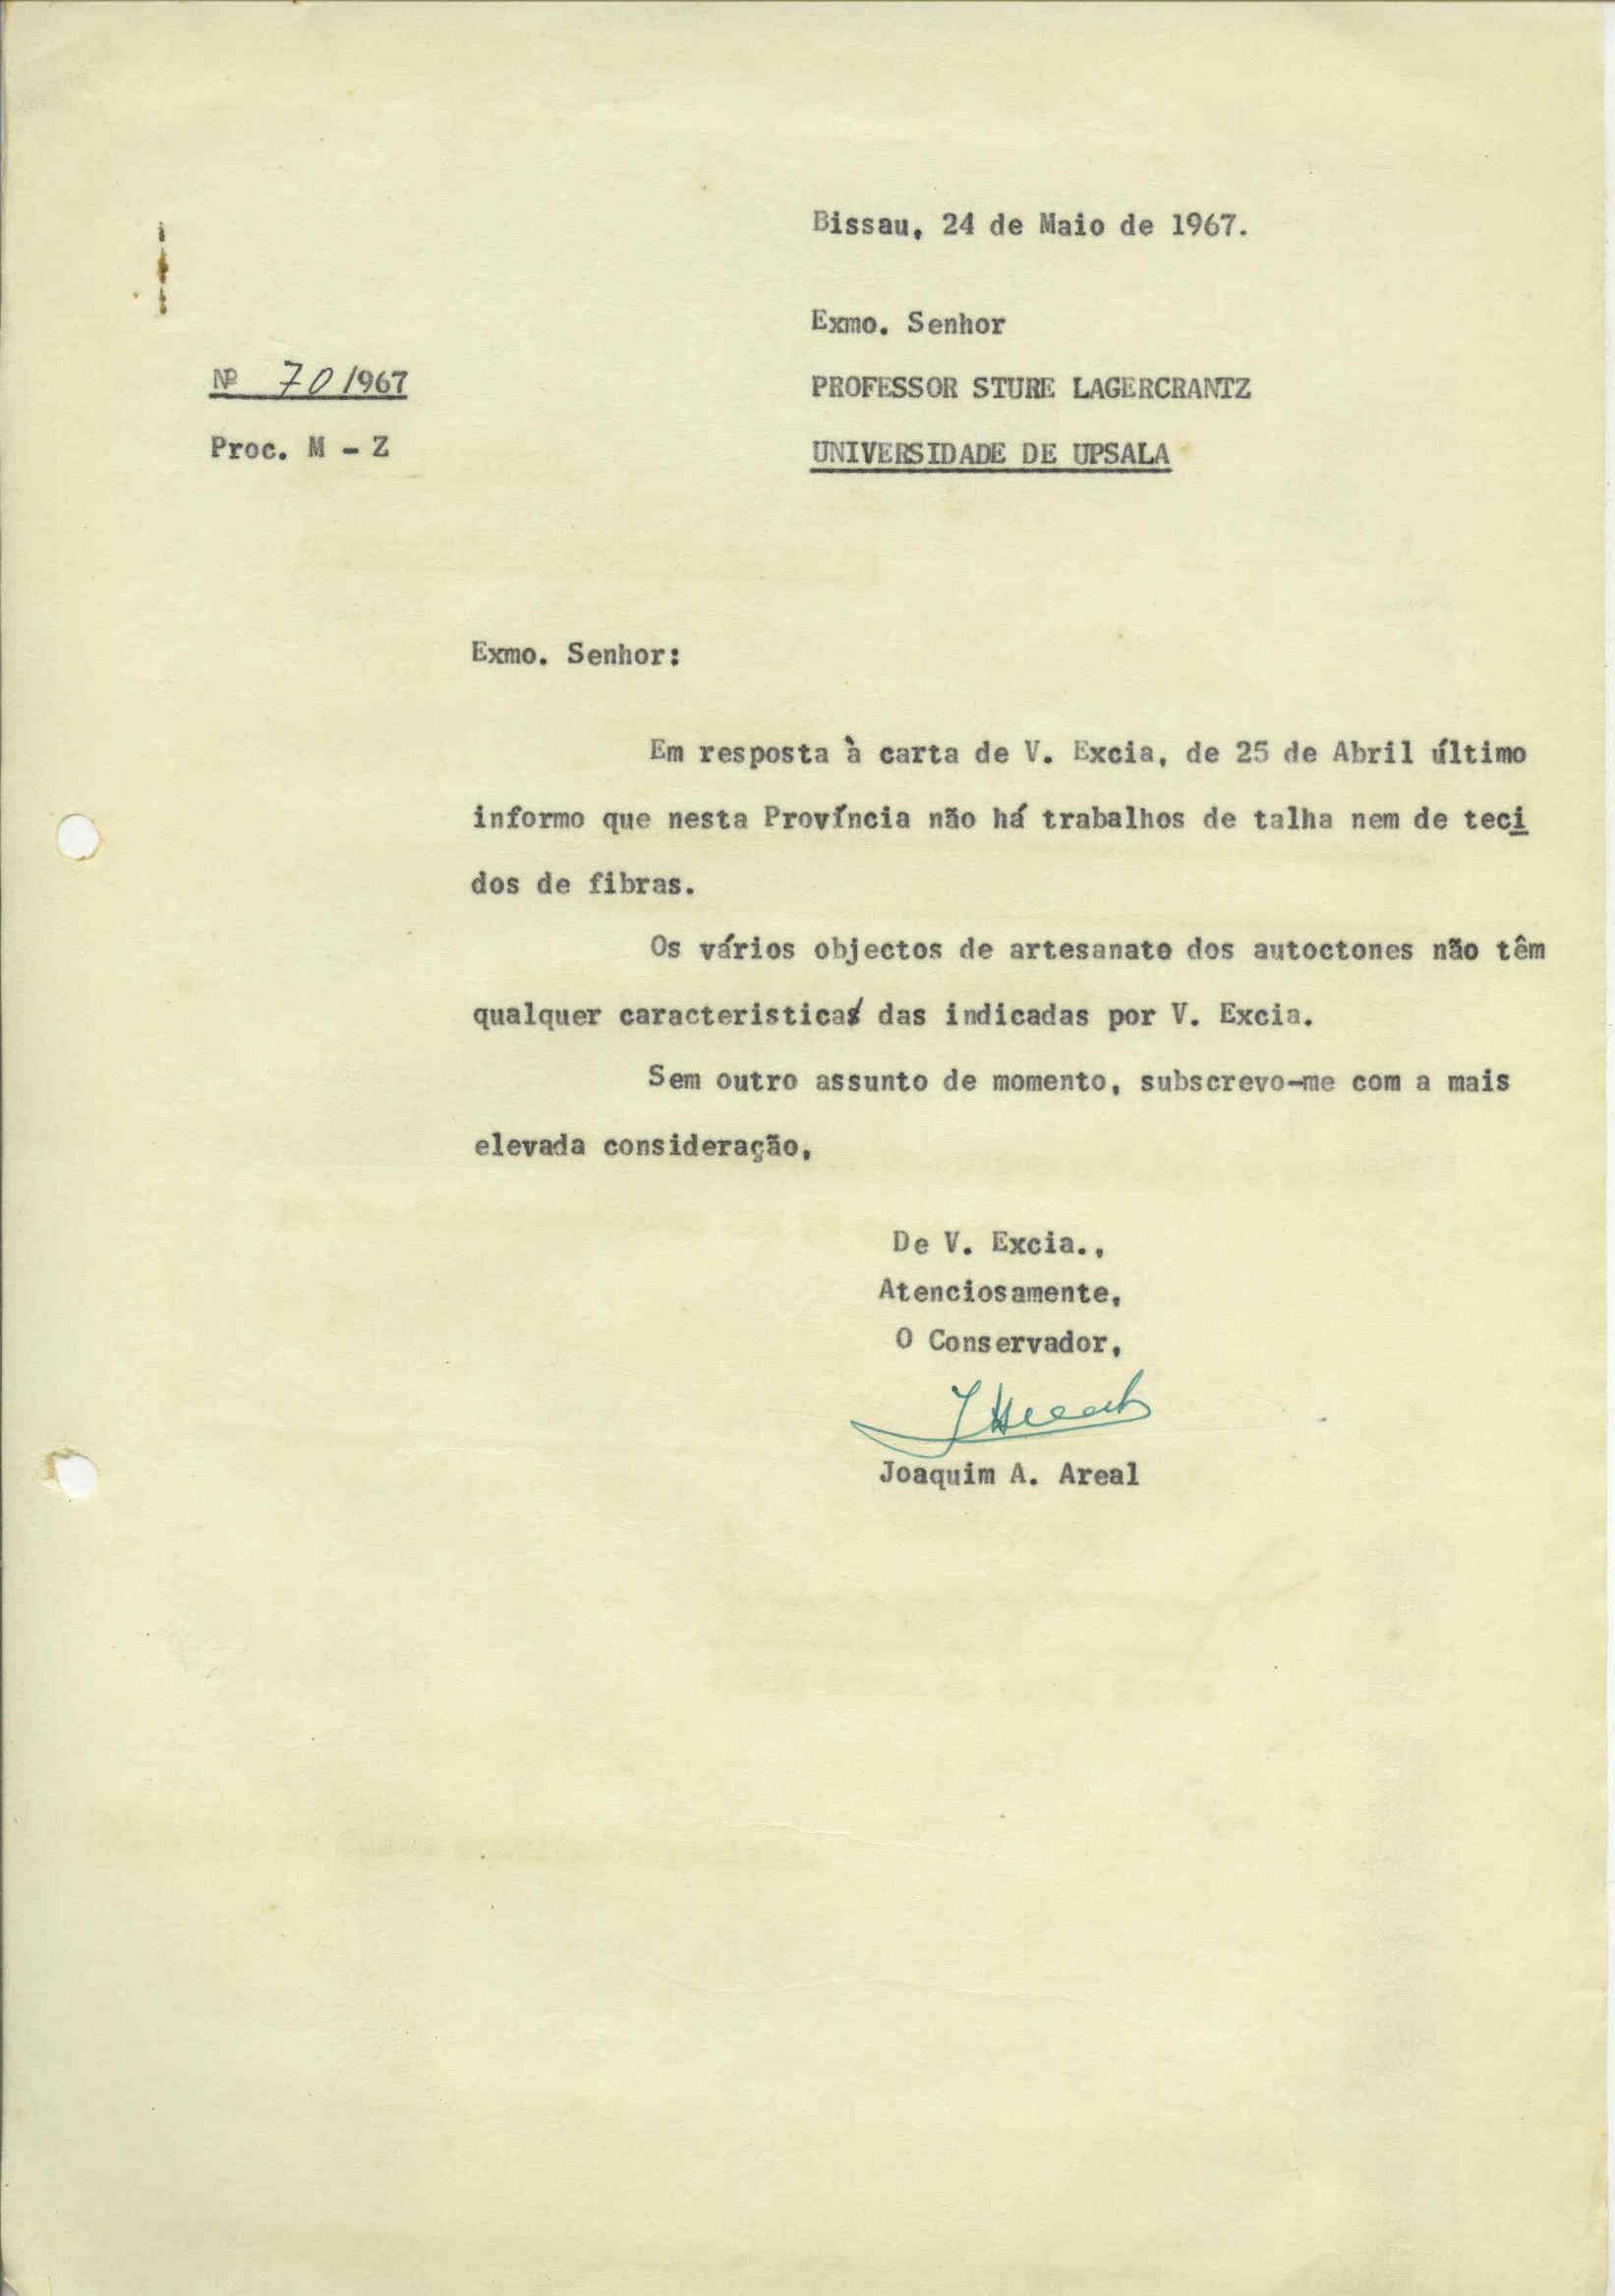 Bissau, 24 de Maio de 1967.
Exmo. Senhor
Nº 70/967
PROFESSOR STURE LAGERCRANTZ
Proc. M - Z
UNIVERSIDADE DE UPSALA
Exmo. Senhor:
Em resposta à carta de V. Excia, de 25 de Abril último
informo que nesta Província não há trabalhos de talha nem de teci
dos de fibras.
Os vários objectos de artesanato dos autoctones não têm
qualquer caracteristica das indicadas por V. Excia.
Sem outro assunto de momento, subscrevo-me com a mais
elevada consideração,
De V. Excia.,
Atenciosamente,
O Conservador,
Joaquim A. Areal